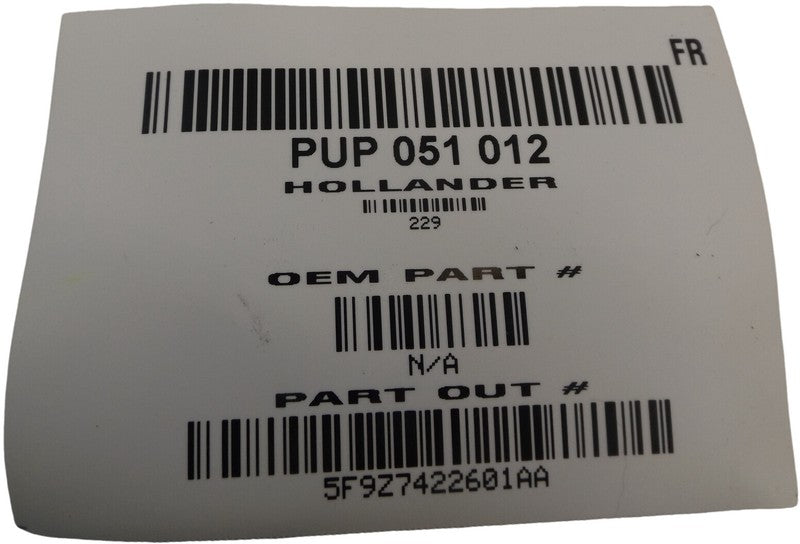 FR
PUP 051 012
HOLLANDER
229
OEM PART #
N/A
PART OUT #
5F9Z7422601AA